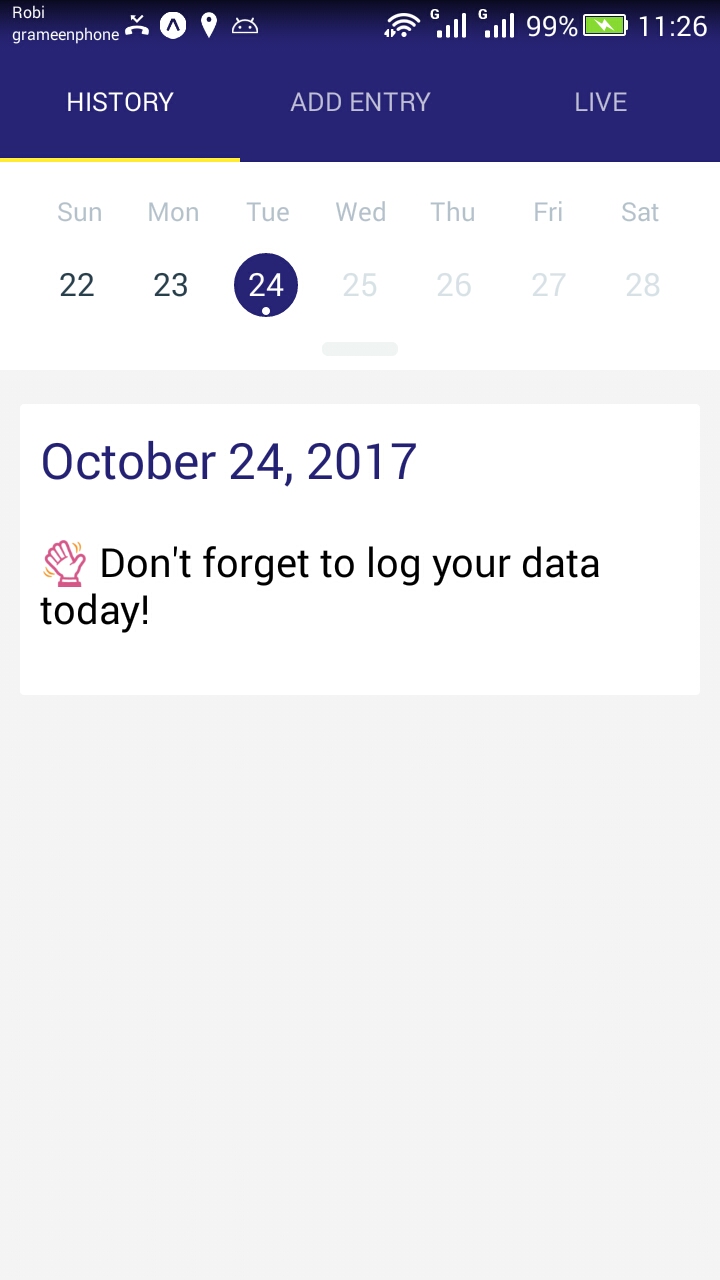 Robi
grameenphone
G G 99% 11:26
HISTORY ADD ENTRY LIVE
Sun Mon Tue Wed Thu Fri Sat
22 23 24 25 26 27 28
October 24, 2017
👋 Don't forget to log your data
today!